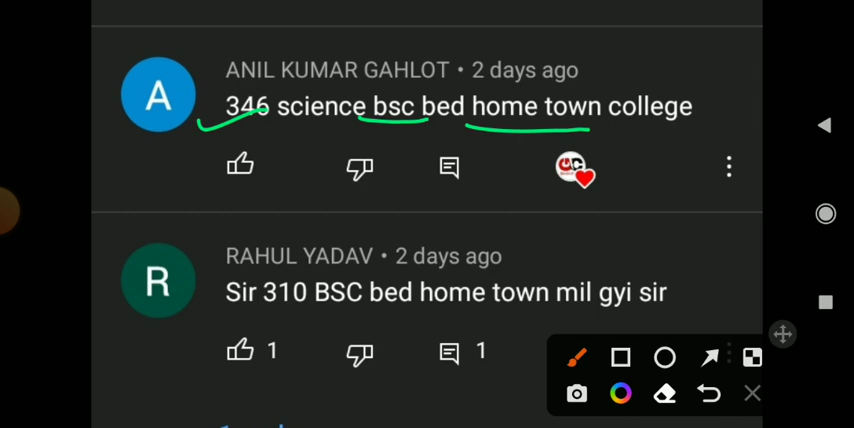 A
ANIL KUMAR GAHLOT • 2 days ago
346 science bsc bed home town college
R
RAHUL YADAV • 2 days ago
Sir 310 BSC bed home town mil gyi sir
1
1